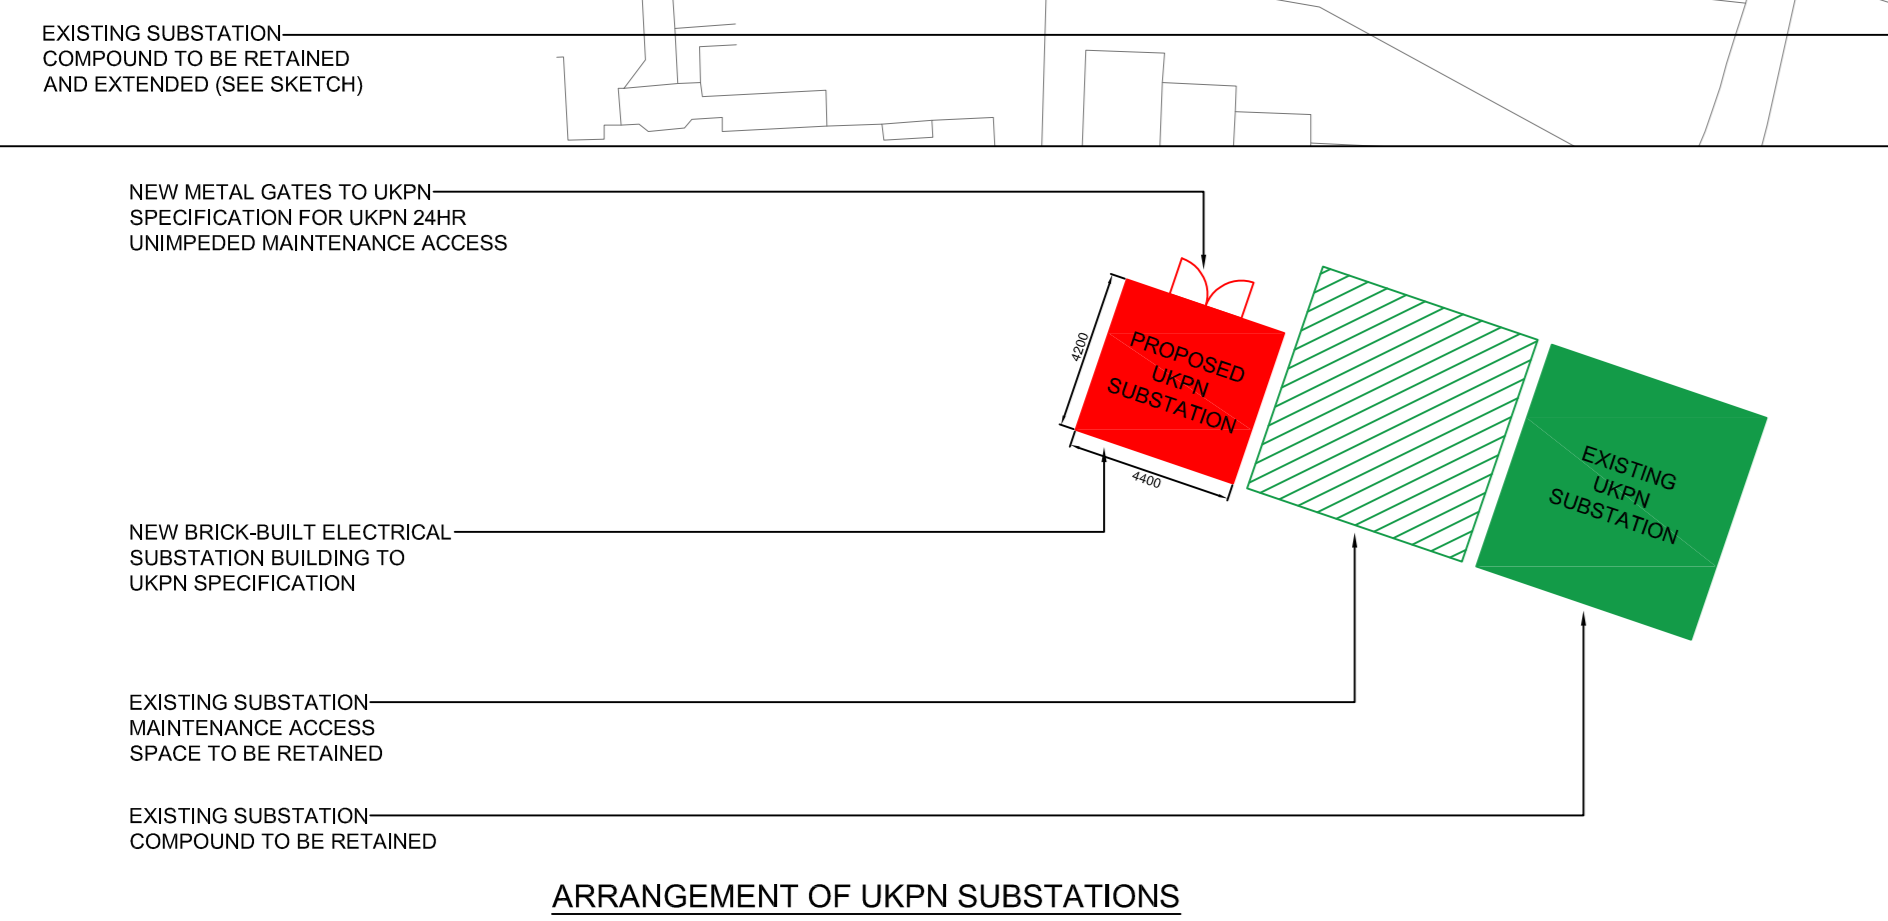 EXISTING SUBSTATION
COMPOUND TO BE RETAINED
AND EXTENDED (SEE SKETCH)
NEW METAL GATES TO UKPN
SPECIFICATION FOR UKPN 24HR
UNIMPEDED MAINTENANCE ACCESS
4200
PROPOSED
UKPN
SUBSTATION
4400
EXISTING
UKPN
SUBSTATION
NEW BRICK-BUILT ELECTRICAL
SUBSTATION BUILDING TO
UKPN SPECIFICATION
EXISTING SUBSTATION
MAINTENANCE ACCESS
SPACE TO BE RETAINED
EXISTING SUBSTATION
COMPOUND TO BE RETAINED
ARRANGEMENT OF UKPN SUBSTATIONS